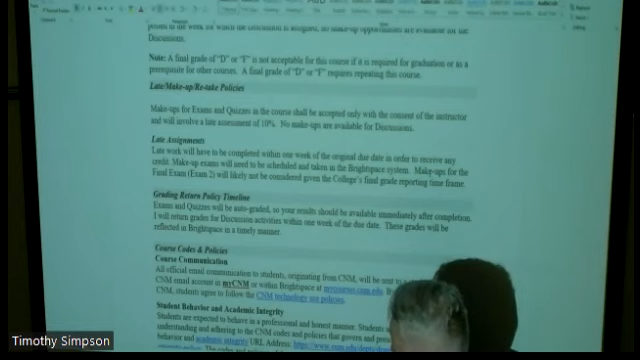 Discussions.
Note: A final grade of "D" or "F" is not acceptable for this course if it is required for graduation or as a
prerequisite for other courses. A final grade of "D" or "F" requires repeating this course.
Late/Make-up/Re-take Policies
Make-ups for Exams and Quizzes in the course shall be accepted only with the consent of the instructor
and will involve a late assessment of 10%. No make-ups are available for Discussions.
Late Assignments
Late work will have to be completed within one week of the original due date in order to receive any
credit. Make-up exams will need to be scheduled and taken in the Brightspace system. Make-ups for the
Final Exam (Exam 2) will likely not be considered given the College's final grade reporting time frame.
Grading Return Policy Timeline
Exams and Quizzes will be auto-graded, so your results should be available immediately after completion.
I will return grades for Discussion activities within one week of the due date. These grades will be
reflected in Brightspace in a timely manner.
Course Codes & Policies
Course Communication
All official email communication to students, originating from CNM, will be sent to
CNM email account in myCNM or within Brightspace at mycourses.cnm.edu.
CNM, students agree to follow the CNM technology use policies.
Student Behavior and Academic Integrity
Students are expected to behave in a professional and honest manner. Students
understanding and adhering to the CNM codes and policies that govern and
behavior and academic integrity URL Address: https://www.cnm.edu/depts/
Timothy Simpson